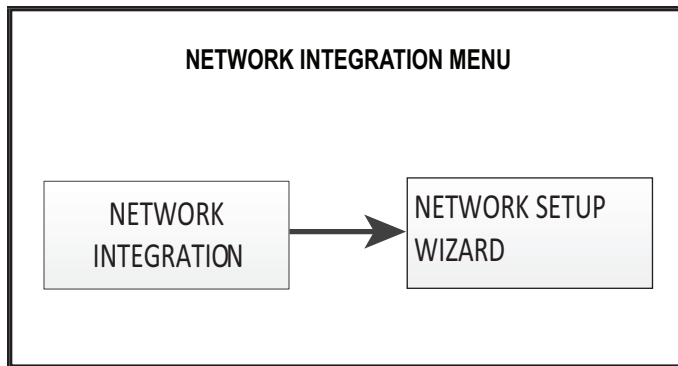 NETWORK INTEGRATION MENU
NETWORK
INTEGRATION
NETWORK SETUP
WIZARD